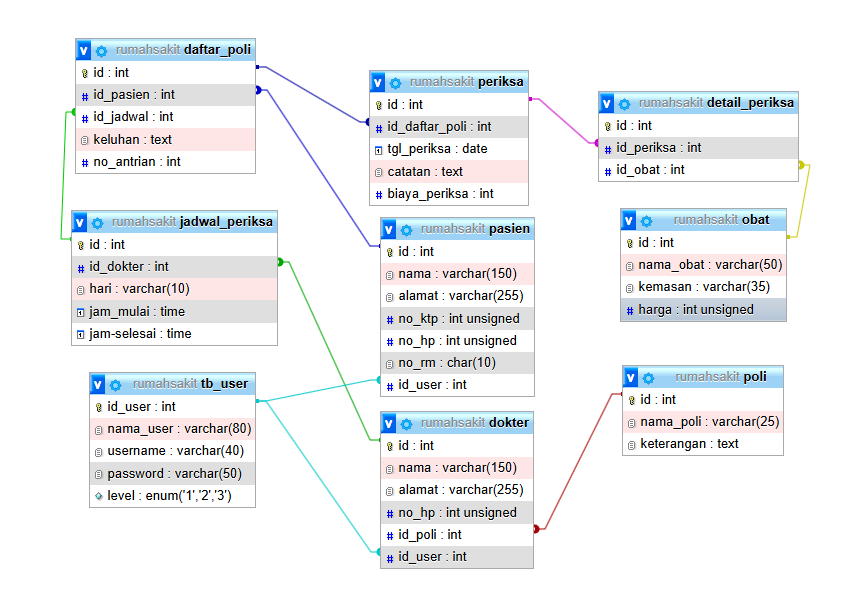 v rumahsakit daftar_poli
id : int
# id_pasien : int
# id_jadwal : int
keluhan : text
# no_antrian : int
v rumahsakit periksa
id : int
# id_daftar_poli : int
tgl_periksa : date
catatan : text
# biaya_periksa : int
v rumahsakit detail_periksa
id : int
# id_periksa : int
# id_obat : int
v rumahsakit jadwal_periksa
id : int
# id_dokter : int
hari : varchar(10)
jam_mulai : time
jam-selesai : time
v rumahsakit pasien
id : int
nama : varchar(150)
alamat : varchar(255)
# no_ktp : int unsigned
# no_hp : int unsigned
no_rm : char(10)
# id_user : int
v rumahsakit obat
id : int
nama_obat : varchar(50)
kemasan : varchar(35)
# harga : int unsigned
v rumahsakit tb_user
id_user : int
nama_user : varchar(80)
username : varchar(40)
password : varchar(50)
level : enum('1','2','3')
v rumahsakit dokter
id : int
nama : varchar(150)
alamat : varchar(255)
# no_hp : int unsigned
# id_poli : int
# id_user : int
v rumahsakit poli
id : int
nama_poli : varchar(25)
keterangan : text